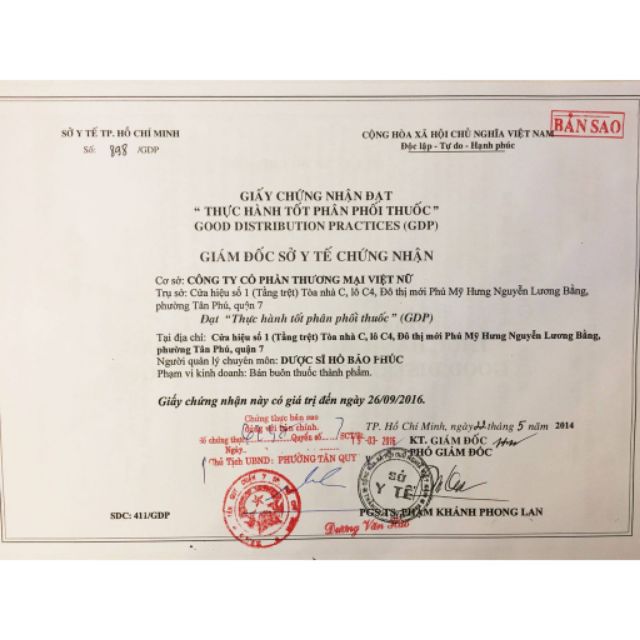 BẢN SAO
SỞ Y TẾ TP. HỒ CHÍ MINH
Số: 898 /GDP
CỘNG HÒA XÃ HỘI CHỦ NGHĨA VIỆT NAM
Độc lập - Tự do - Hạnh phúc
GIẤY CHỨNG NHẬN ĐẠT
“ THỰC HÀNH TỐT PHÂN PHỐI THUỐC ”
GOOD DISTRIBUTION PRACTICES (GDP)
GIÁM ĐỐC SỞ Y TẾ CHỨNG NHẬN
Cơ sở: CÔNG TY CỔ PHẦN THƯƠNG MẠI VIỆT NỮ
Trụ sở: Cửa hiệu số 1 (Tầng trệt) Tòa nhà C, lô C4, Đô thị mới Phú Mỹ Hưng Nguyễn Lương Bằng,
phường Tân Phú, quận 7
Đạt “Thực hành tốt phân phối thuốc” (GDP)
Tại địa chỉ: Cửa hiệu số 1 (Tầng trệt) Tòa nhà C, lô C4, Đô thị mới Phú Mỹ Hưng Nguyễn Lương Bằng,
phường Tân Phú, quận 7
Người quản lý chuyên môn: DƯỢC SĨ HỒ BẢO PHÚC
Phạm vi kinh doanh: Bán buôn thuốc thành phẩm.
Giấy chứng nhận này có giá trị đến ngày 26/09/2016.
Chứng thực bản sao
đúng với bản chính.
Số chứng thực Quyển số
Ngày
Chủ Tịch UBND: PHƯỜNG TÂN QUY
-03- 2016
TP. Hồ Chí Minh, ngày 22 tháng 5 năm 2014
KT. GIÁM ĐỐC
PHÓ GIÁM ĐỐC
SỞ
Y TẾ
SDC: 411/GDP
Dương Văn
PGS.TS. PHẠM KHÁNH PHONG LAN